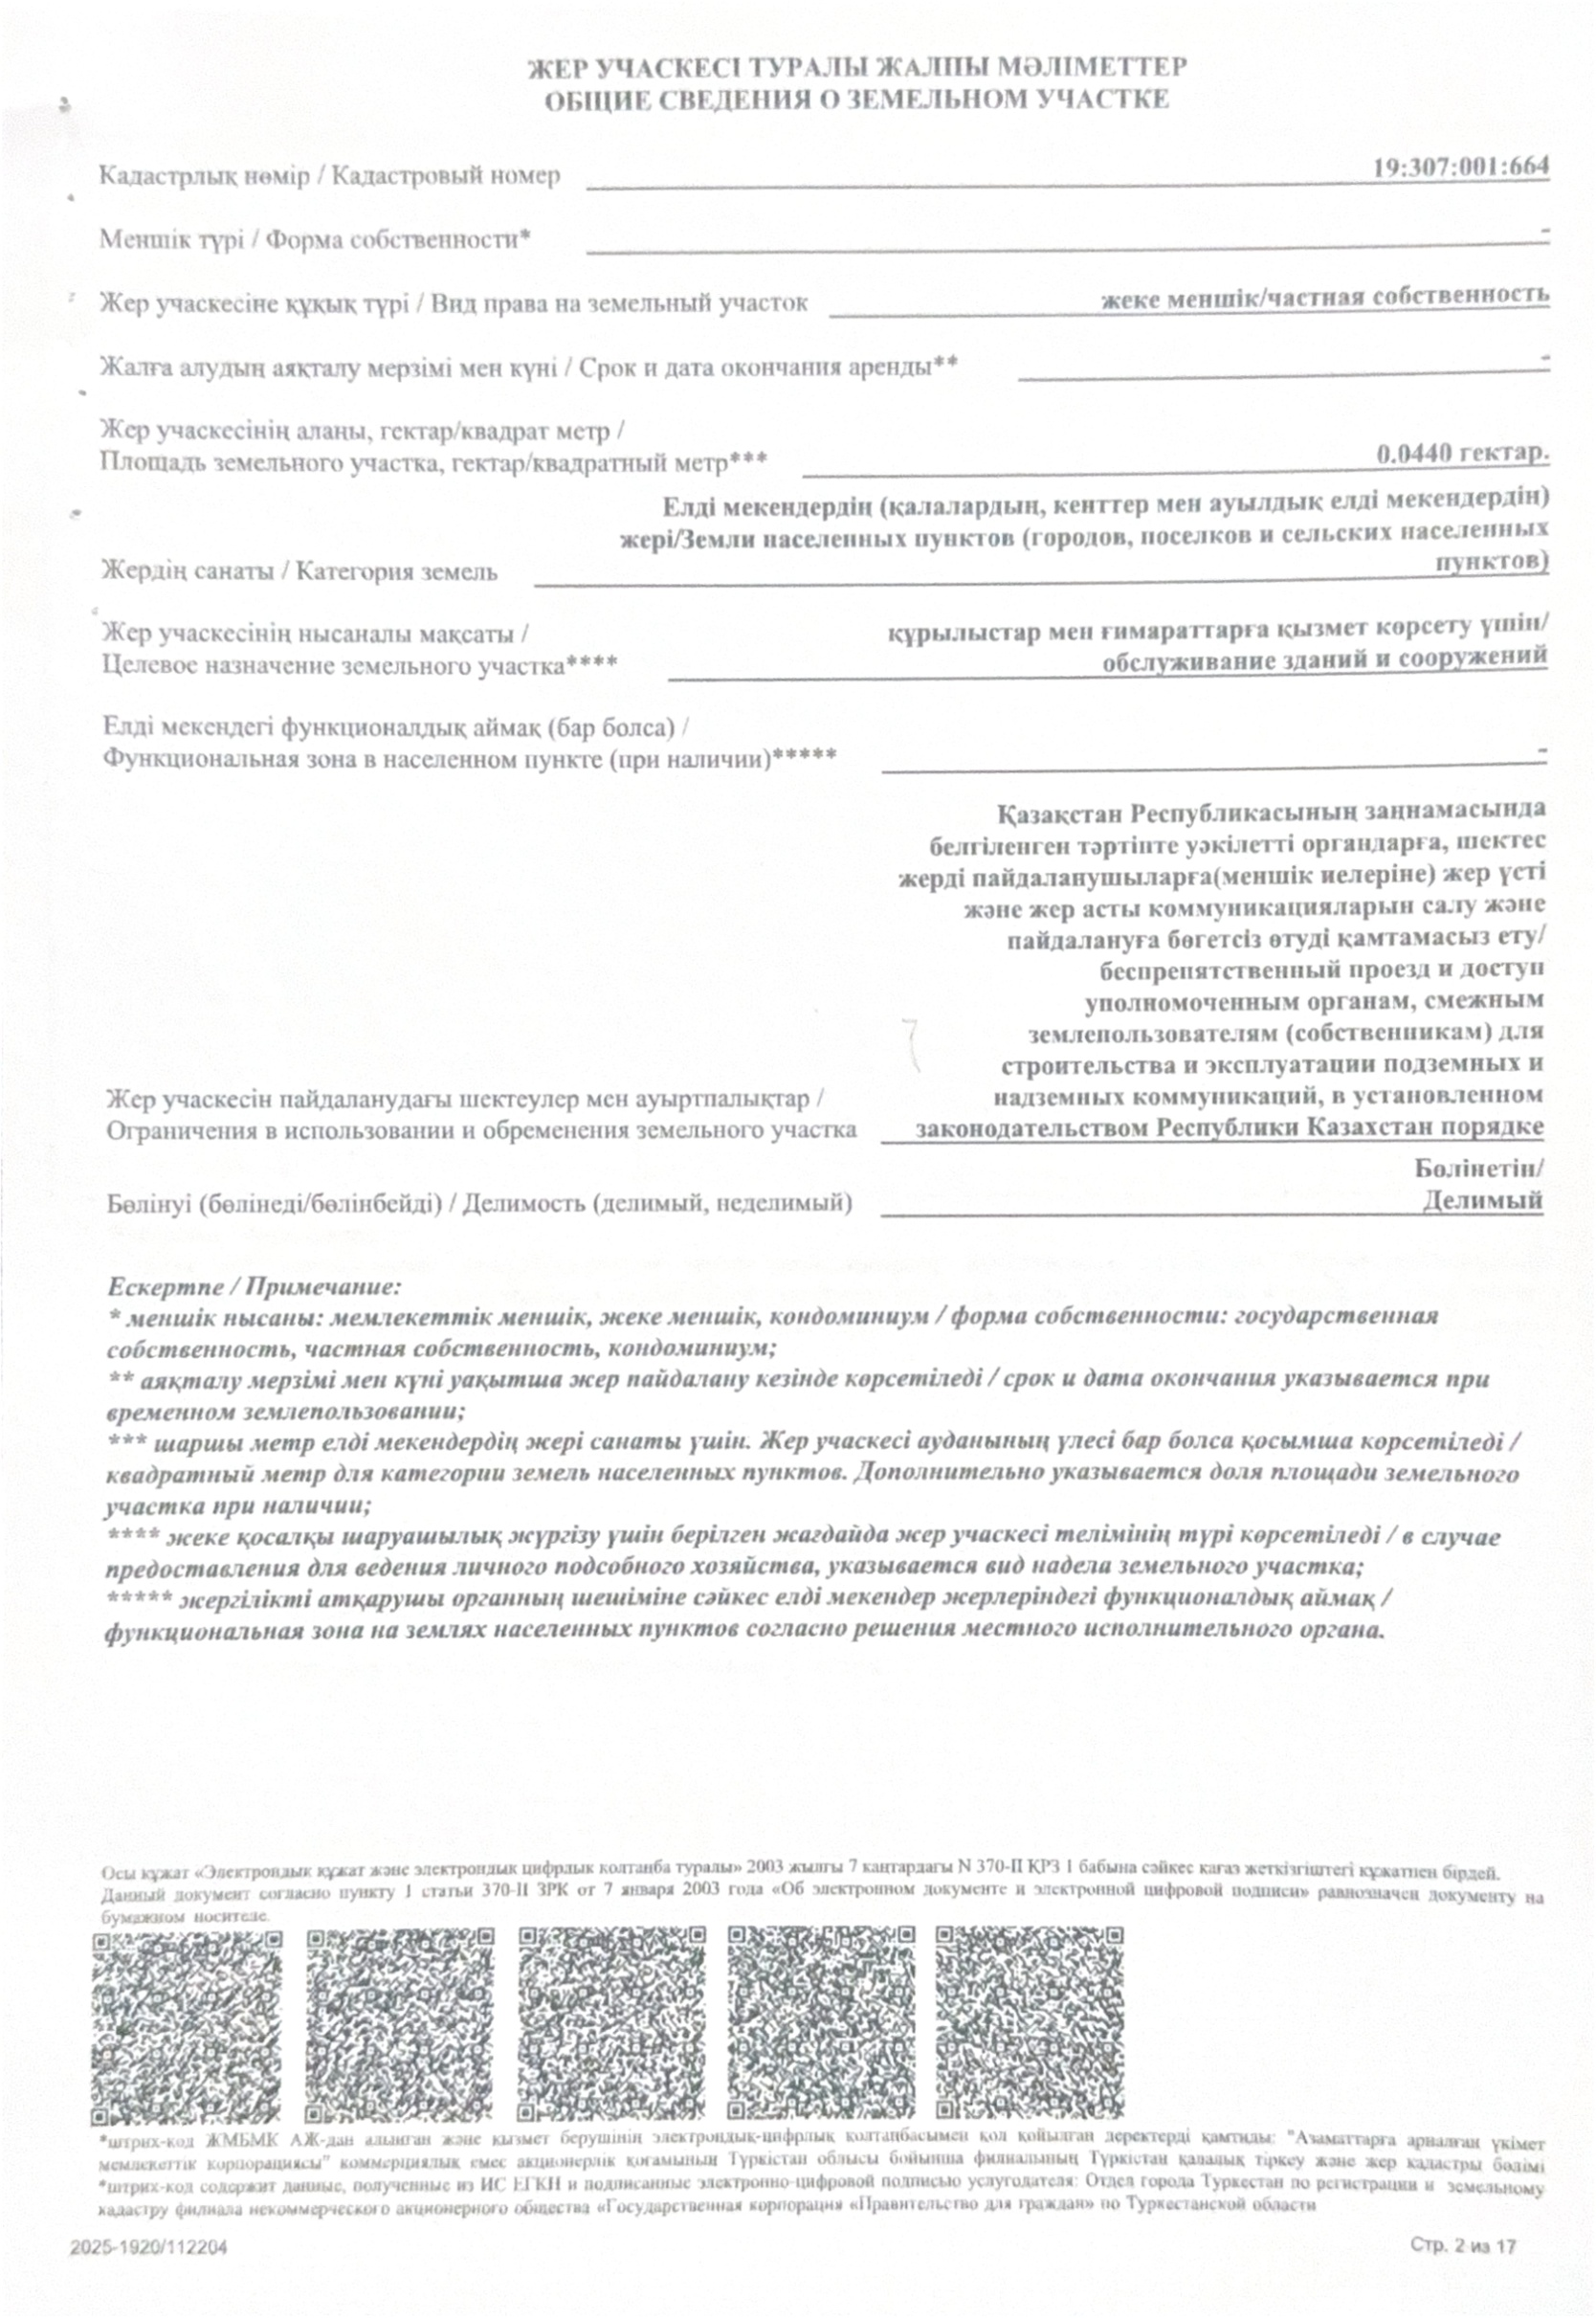 ЖЕР УЧАСКЕСІ ТУРАЛЫ ЖАЛПЫ МӘЛІМЕТТЕР
ОБЩИЕ СВЕДЕНИЯ О ЗЕМЕЛЬНОМ УЧАСТКЕ
Кадастрлық нөмір / Кадастровый номер 19:307:001:664
Меншік түрі / Форма собственности* -
Жер учаскесіне құқық түрі / Вид права на земельный участок жеке меншік/частная собственность
Жалға алудың аяқталу мерзімі мен күні / Срок и дата окончания аренды** -
Жер учаскесінің алаңы, гектар/квадрат метр /
Площадь земельного участка, гектар/квадратный метр*** 0.0440 гектар.
Елді мекендердің (қалалардың, кенттер мен ауылдық елді мекендердің)
жері/Земли населенных пунктов (городов, поселков и сельских населенных
Жердің санаты / Категория земель пунктов)
Жер учаскесінің нысаналы мақсаты / құрылыстар мен ғимараттарға қызмет көрсету үшін/
Целевое назначение земельного участка**** обслуживание зданий и сооружений
Елді мекендегі функционалдық аймақ (бар болса) /
Функциональная зона в населенном пункте (при наличии)***** -
Қазақстан Республикасының заңнамасында
белгіленген тәртіпте уәкілетті органдарға, шектес
жерді пайдаланушыларға(меншік иелеріне) жер үсті
және жер асты коммуникацияларын салу және
пайдалануға бөгетсіз өтуді қамтамасыз ету/
беспрепятственный проезд и доступ
уполномоченным органам, смежным
землепользователям (собственникам) для
строительства и эксплуатации подземных и
Жер учаскесін пайдаланудағы шектеулер мен ауыртпалықтар / надземных коммуникаций, в установленном
Ограничения в использовании и обременения земельного участка законодательством Республики Казахстан порядке
Бөлінетін/
Бөлінуі (бөлінеді/бөлінбейді) / Делимость (делимый, неделимый) Делимый
Ескертпе / Примечание:
* меншік нысаны: мемлекеттік меншік, жеке меншік, кондоминиум / форма собственности: государственная
собственность, частная собственность, кондоминиум;
** аяқталу мерзімі мен күні уақытша жер пайдалану кезінде көрсетіледі / срок и дата окончания указывается при
временном землепользовании;
*** шаршы метр елді мекендердің жері санаты үшін. Жер учаскесі ауданының үлесі бар болса қосымша көрсетіледі /
квадратный метр для категории земель населенных пунктов. Дополнительно указывается доля площади земельного
участка при наличии;
**** жеке қосалқы шаруашылық жүргізу үшін берілген жағдайда жер учаскесі телімінің түрі көрсетіледі / в случае
предоставления для ведения личного подсобного хозяйства, указывается вид надела земельного участка;
***** жергілікті атқарушы органның шешіміне сәйкес елді мекендер жерлеріндегі функционалдық аймақ /
функциональная зона на землях населенных пунктов согласно решения местного исполнительного органа.
Осы құжат «Электрондық құжат және электрондық цифрлық қолтаңба туралы» 2003 жылғы 7 қаңтардағы N 370-II ҚРЗ 1 бабына сәйкес қағаз жеткізгіштегі құжатпен бірдей.
Данный документ согласно пункту 1 статьи 370-II ЗРК от 7 января 2003 года «Об электронном документе и электронной цифровой подписи» равнозначен документу на
бумажном носителе.
*штрих-код ЖМБМК АЖ-дан алынған және қызмет берушінің электрондық-цифрлық қолтаңбасымен қол қойылған деректерді қамтиды: "Азаматтарға арналған үкімет
мемлекеттік корпорациясы" коммерциялық емес акционерлік қоғамының Түркістан облысы бойынша филиалының Түркістан қалалық тіркеу және жер кадастры бөлімі
*штрих-код содержит данные, полученные из ИС ЕГКН и подписанные электронно-цифровой подписью услугодателя: Отдел города Туркестан по регистрации и земельному
кадастру филиала некоммерческого акционерного общества «Государственная корпорация «Правительство для граждан» по Туркестанской области
2025-1920/112204 Стр. 2 из 17